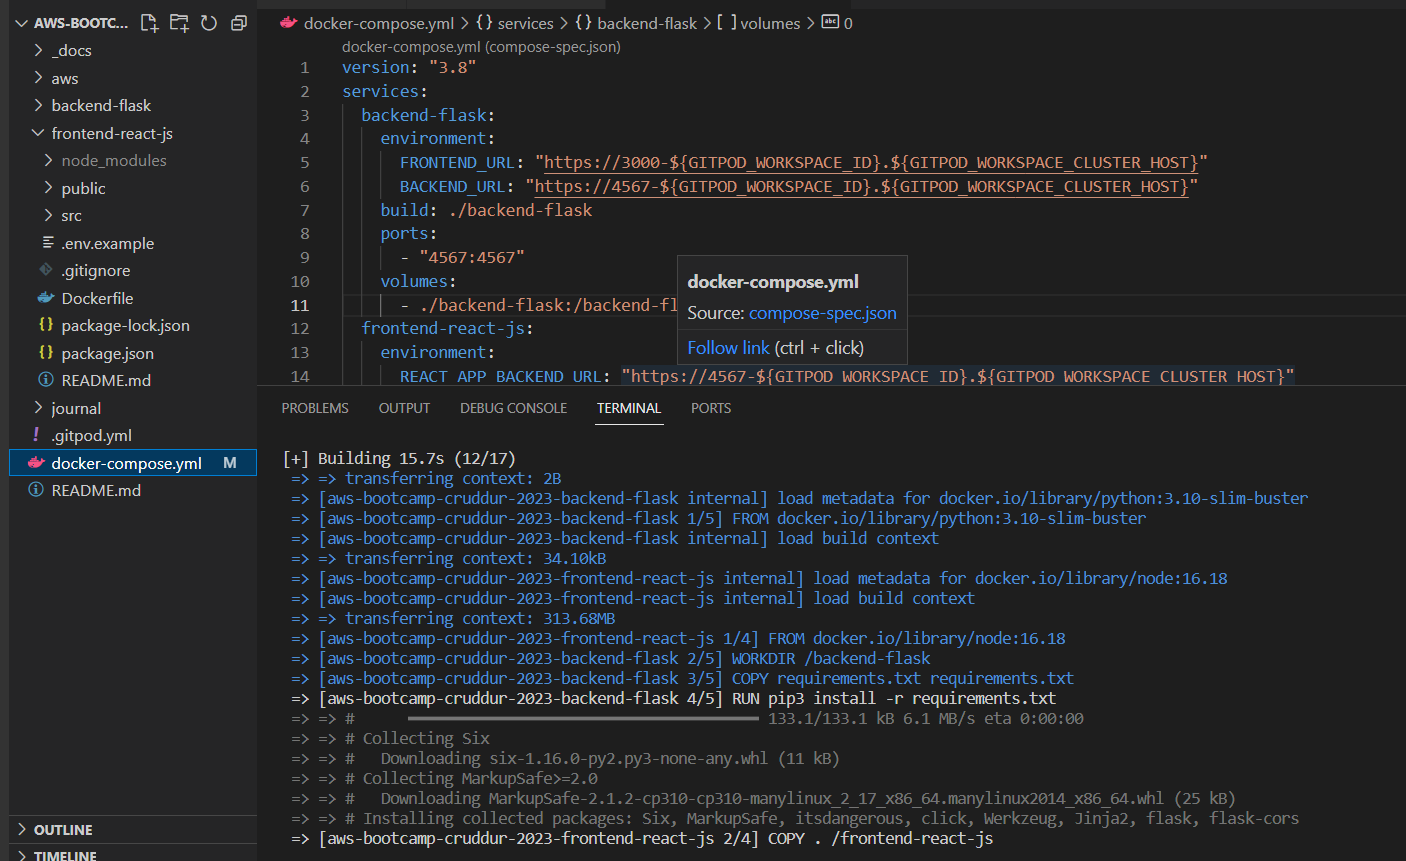 AWS-BOOTC...
_docs
aws
backend-flask
frontend-react-js
node_modules
public
src
.env.example
.gitignore
Dockerfile
package-lock.json
package.json
README.md
journal
.gitpod.yml
docker-compose.yml M
README.md
OUTLINE
TIMELINE
docker-compose.yml > {} services > {} backend-flask > [ ] volumes > abc 0
docker-compose.yml (compose-spec.json)
1 version: "3.8"
2 services:
3 backend-flask:
4 environment:
5 FRONTEND_URL: "https://3000-${GITPOD_WORKSPACE_ID}.${GITPOD_WORKSPACE_CLUSTER_HOST}"
6 BACKEND_URL: "https://4567-${GITPOD_WORKSPACE_ID}.${GITPOD_WORKSPACE_CLUSTER_HOST}"
7 build: ./backend-flask
8 ports:
9 - "4567:4567"
10 volumes:
11 - ./backend-flask:/backend-fl
12 frontend-react-js:
13 environment:
14 REACT_APP_BACKEND_URL: "https://4567-${GITPOD_WORKSPACE_ID}.${GITPOD_WORKSPACE_CLUSTER_HOST}"
docker-compose.yml
Source: compose-spec.json
Follow link (ctrl + click)
PROBLEMS OUTPUT DEBUG CONSOLE TERMINAL PORTS
[+] Building 15.7s (12/17)
=> => transferring context: 2B
=> [aws-bootcamp-cruddur-2023-backend-flask internal] load metadata for docker.io/library/python:3.10-slim-buster
=> [aws-bootcamp-cruddur-2023-backend-flask 1/5] FROM docker.io/library/python:3.10-slim-buster
=> [aws-bootcamp-cruddur-2023-backend-flask internal] load build context
=> => transferring context: 34.10kB
=> [aws-bootcamp-cruddur-2023-frontend-react-js internal] load metadata for docker.io/library/node:16.18
=> [aws-bootcamp-cruddur-2023-frontend-react-js internal] load build context
=> => transferring context: 313.68MB
=> [aws-bootcamp-cruddur-2023-frontend-react-js 1/4] FROM docker.io/library/node:16.18
=> [aws-bootcamp-cruddur-2023-backend-flask 2/5] WORKDIR /backend-flask
=> [aws-bootcamp-cruddur-2023-backend-flask 3/5] COPY requirements.txt requirements.txt
=> [aws-bootcamp-cruddur-2023-backend-flask 4/5] RUN pip3 install -r requirements.txt
=> => # 133.1/133.1 kB 6.1 MB/s eta 0:00:00
=> => # Collecting Six
=> => # Downloading six-1.16.0-py2.py3-none-any.whl (11 kB)
=> => # Collecting MarkupSafe>=2.0
=> => # Downloading MarkupSafe-2.1.2-cp310-cp310-manylinux_2_17_x86_64.manylinux2014_x86_64.whl (25 kB)
=> => # Installing collected packages: Six, MarkupSafe, itsdangerous, click, Werkzeug, Jinja2, flask, flask-cors
=> [aws-bootcamp-cruddur-2023-frontend-react-js 2/4] COPY . /frontend-react-js